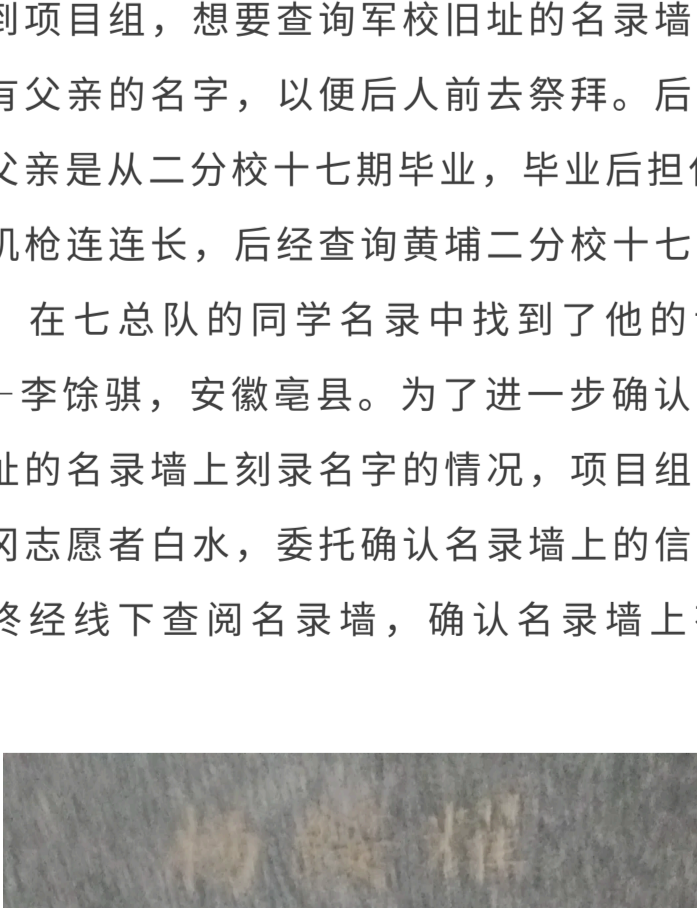 到项目组，想要查询军校旧址的名录墙
有父亲的名字，以便后人前去祭拜。后
父亲是从二分校十七期毕业，毕业后担任
机枪连连长，后经查询黄埔二分校十七
在七总队的同学名录中找到了他的
—李馀骐，安徽亳县。为了进一步确认
址的名录墙上刻录名字的情况，项目组
冈志愿者白水，委托确认名录墙上的信
终经线下查阅名录墙，确认名录墙上